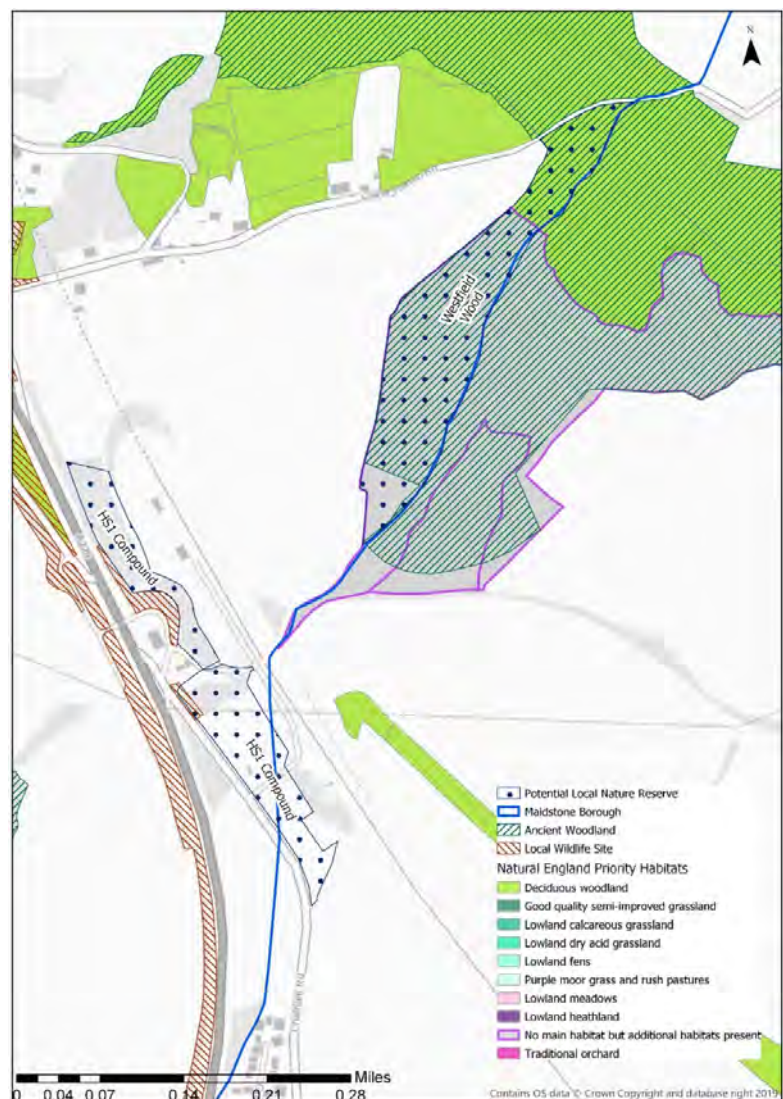 N
Westfield
Wood
HS1 Compound
HS1 Compound
Chatham Rd
Potential Local Nature Reserve
Maidstone Borough
Ancient Woodland
Local Wildlife Site
Natural England Priority Habitats
Deciduous woodland
Good quality semi-improved grassland
Lowland calcareous grassland
Lowland dry acid grassland
Lowland fens
Purple moor grass and rush pastures
Lowland meadows
Lowland heathland
No main habitat but additional habitats present
Traditional orchard
Miles
0 0.04 0.07 0.14 0.21 0.28
Contains OS data © Crown Copyright and database right 2019